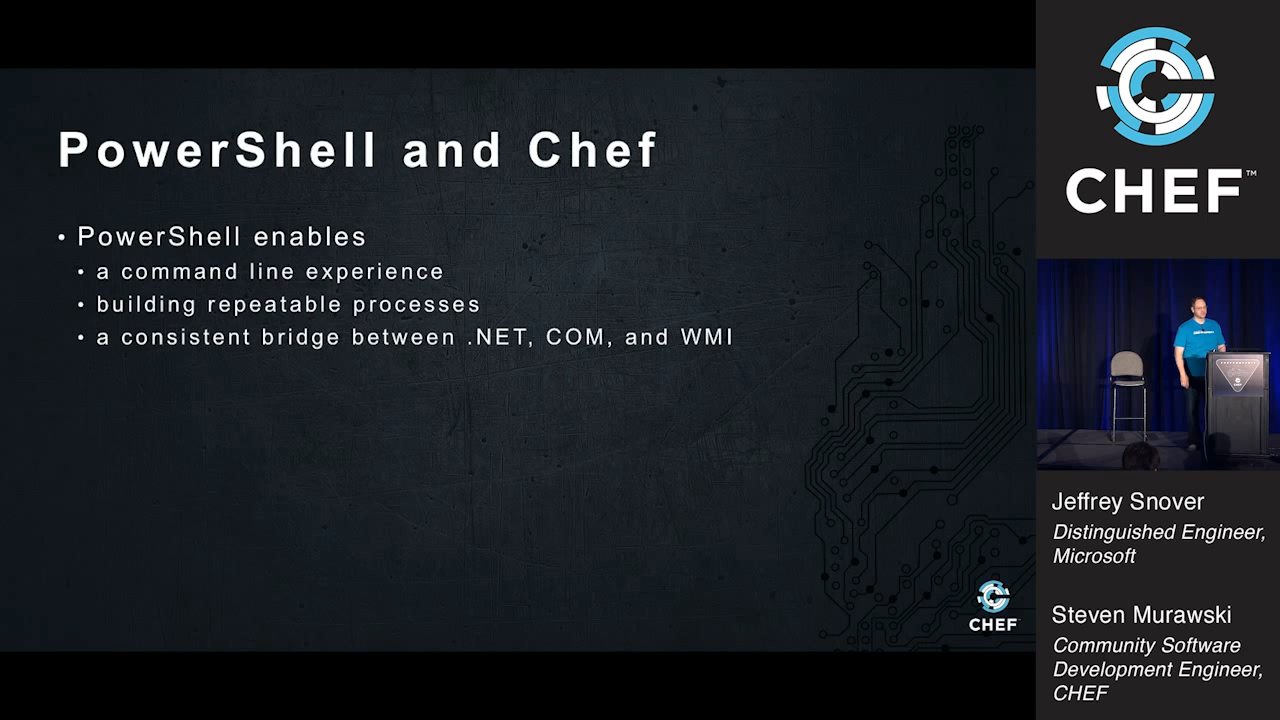 PowerShell and Chef
• PowerShell enables
• a command line experience
• building repeatable processes
• a consistent bridge between .NET, COM, and WMI
CHEF
CHEF™
CHEF
Jeffrey Snover
Distinguished Engineer,
Microsoft
Steven Murawski
Community Software
Development Engineer,
CHEF